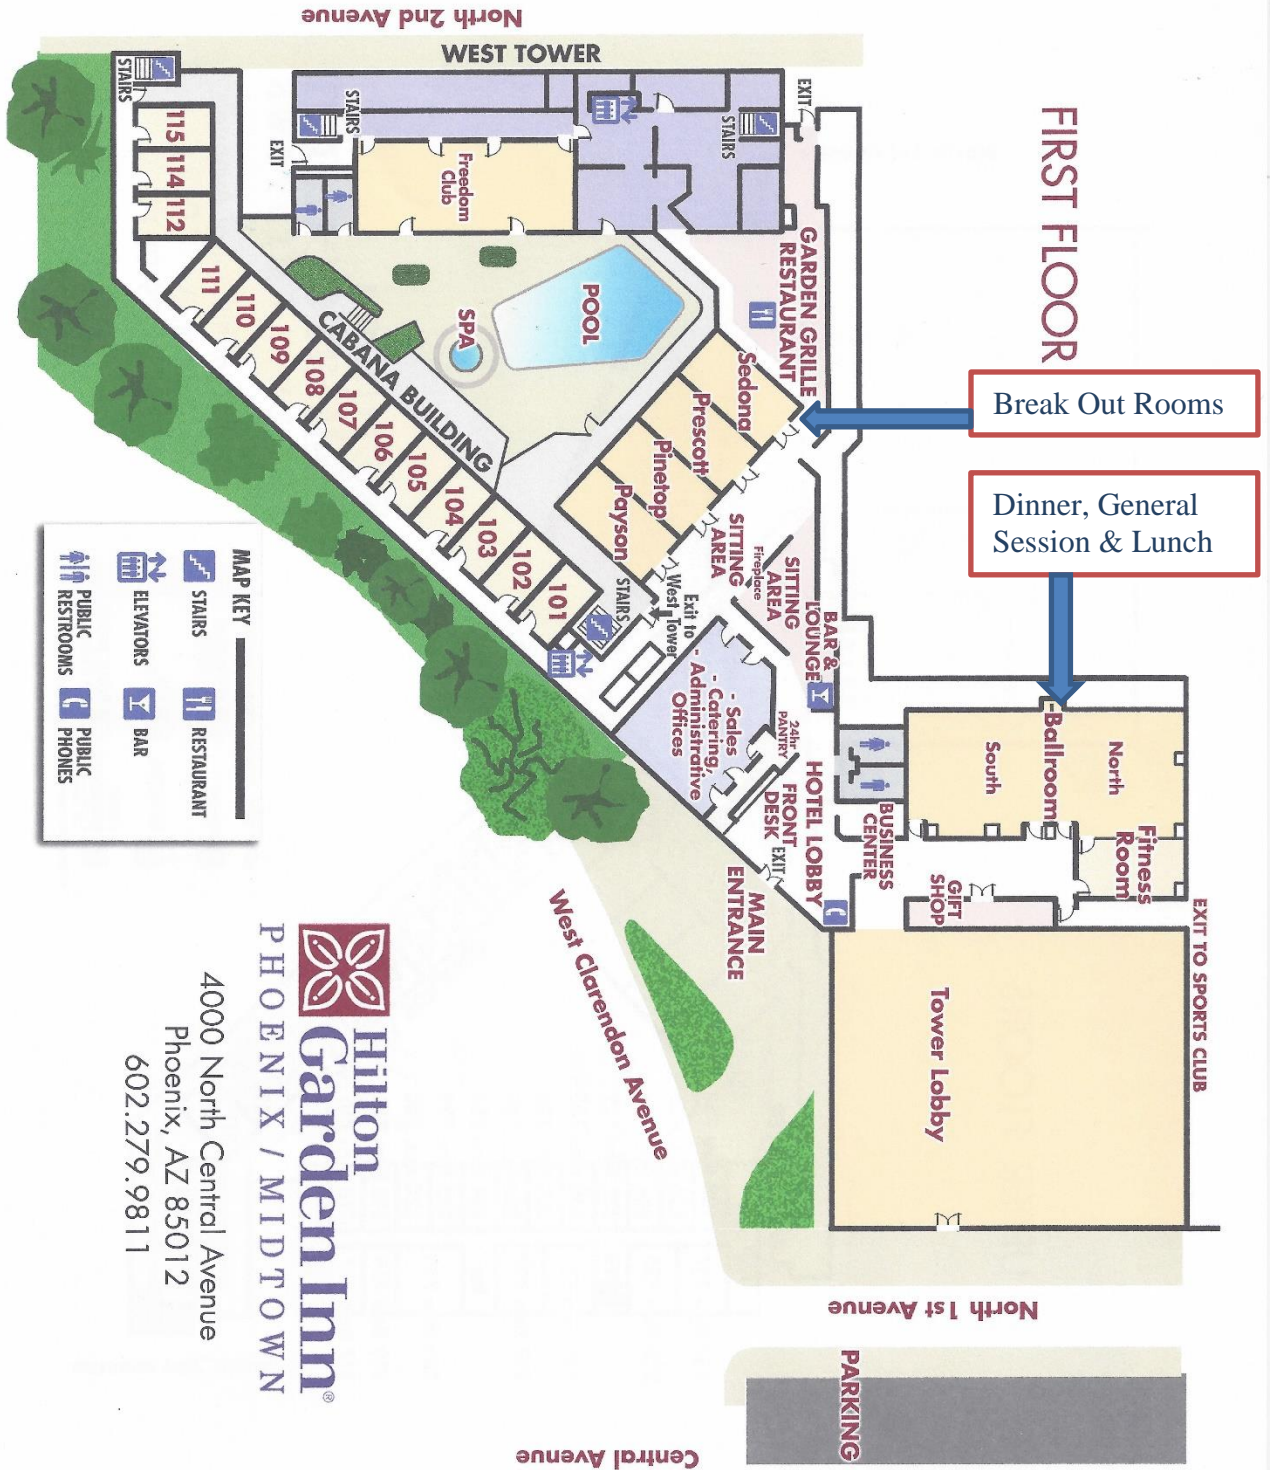 North 2nd Avenue
WEST TOWER
FIRST FLOOR
STAIRS
STAIRS
STAIRS
EXIT
EXIT
115
114
112
111
110
109
108
107
106
105
104
103
102
101
Freedom
Club
GARDEN GRILLE
RESTAURANT
POOL
SPA
CABANA BUILDING
Sedona
Prescott
Pinetop
Payson
Break Out Rooms
Dinner, General
Session & Lunch
SITTING
AREA
Fireplace
SITTING
AREA
BAR &
LOUNGE
STAIRS
Exit to
West Tower
- Sales
- Catering,
- Administrative
Offices
24hr
PANTRY
FRONT
DESK
HOTEL LOBBY
EXIT
MAIN
ENTRANCE
BUSINESS
CENTER
North
-Ballroom-
South
Fitness
Room
GIFT
SHOP
EXIT TO SPORTS CLUB
Tower Lobby
West Clarendon Avenue
North 1st Avenue
PARKING
Central Avenue
MAP KEY
STAIRS
ELEVATORS
PUBLIC
RESTROOMS
RESTAURANT
BAR
PUBLIC
PHONES
Hilton
Garden Inn®
PHOENIX / MIDTOWN
4000 North Central Avenue
Phoenix, AZ 85012
602.279.9811